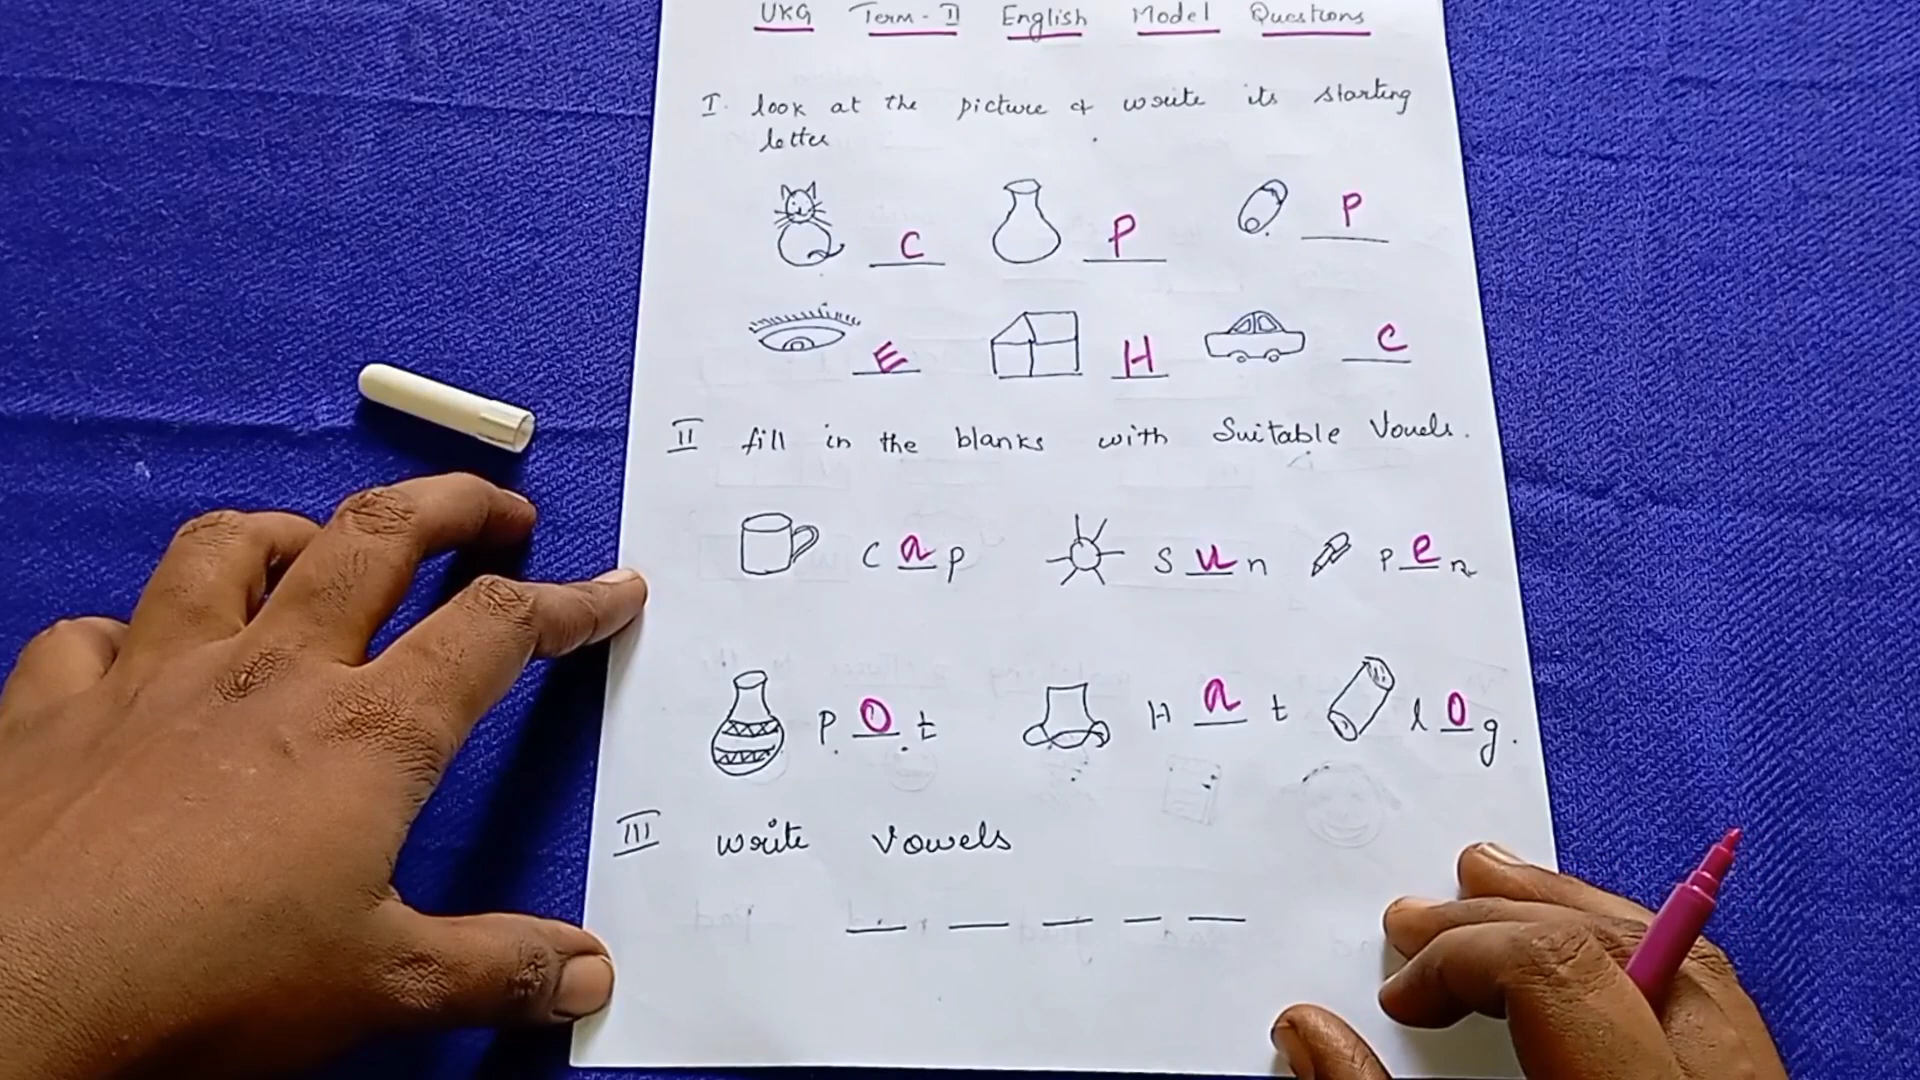 UKG Term-II English Model Questions
I. look at the picture & write its starting
letter
C P P
E H C
II fill in the blanks with Suitable Vowels.
C a p S u n P e n
P o t H a t l o g.
III write Vowels